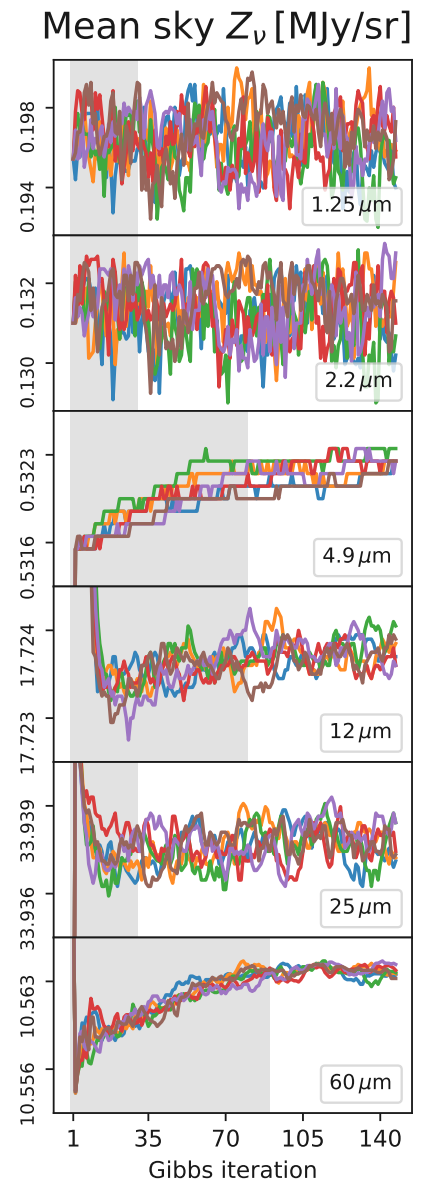 Mean sky Zν [MJy/sr]
0.198
0.194
1.25 μm
0.132
0.130
2.2 μm
0.5323
0.5316
4.9 μm
17.724
17.723
12 μm
33.939
33.936
25 μm
10.563
10.556
60 μm
1 35 70 105 140
Gibbs iteration